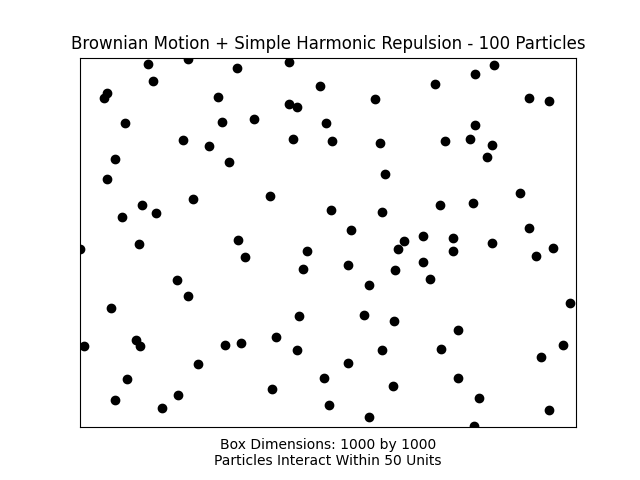 Brownian Motion + Simple Harmonic Repulsion - 100 Particles
Box Dimensions: 1000 by 1000
Particles Interact Within 50 Units